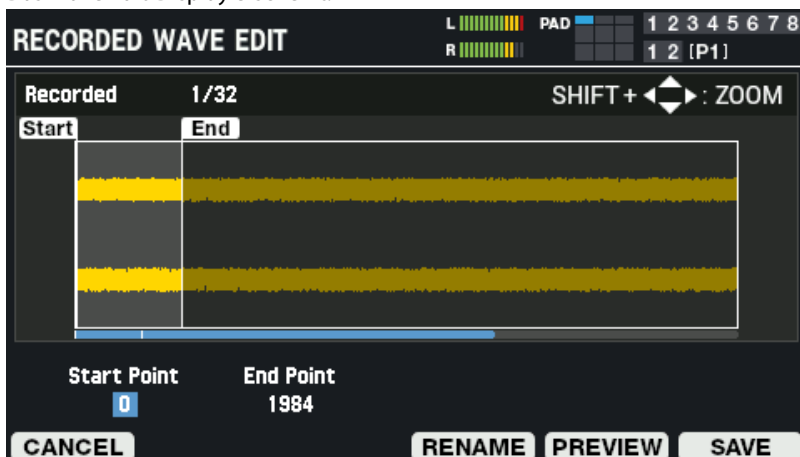 RECORDED WAVE EDIT
L
R
PAD
1 2 3 4 5 6 7 8
1 2 [P1]
Recorded 1/32 SHIFT + : ZOOM
Start End
Start Point End Point
0 1984
CANCEL RENAME PREVIEW SAVE